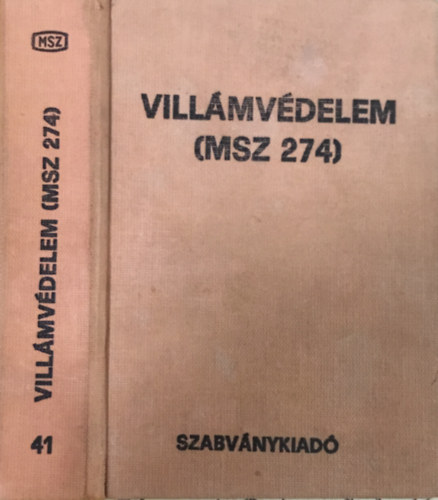 MSZ
VILLÁMVÉDELEM (MSZ 274)
41
VILLÁMVÉDELEM
(MSZ 274)
SZABVÁNYKIADÓ